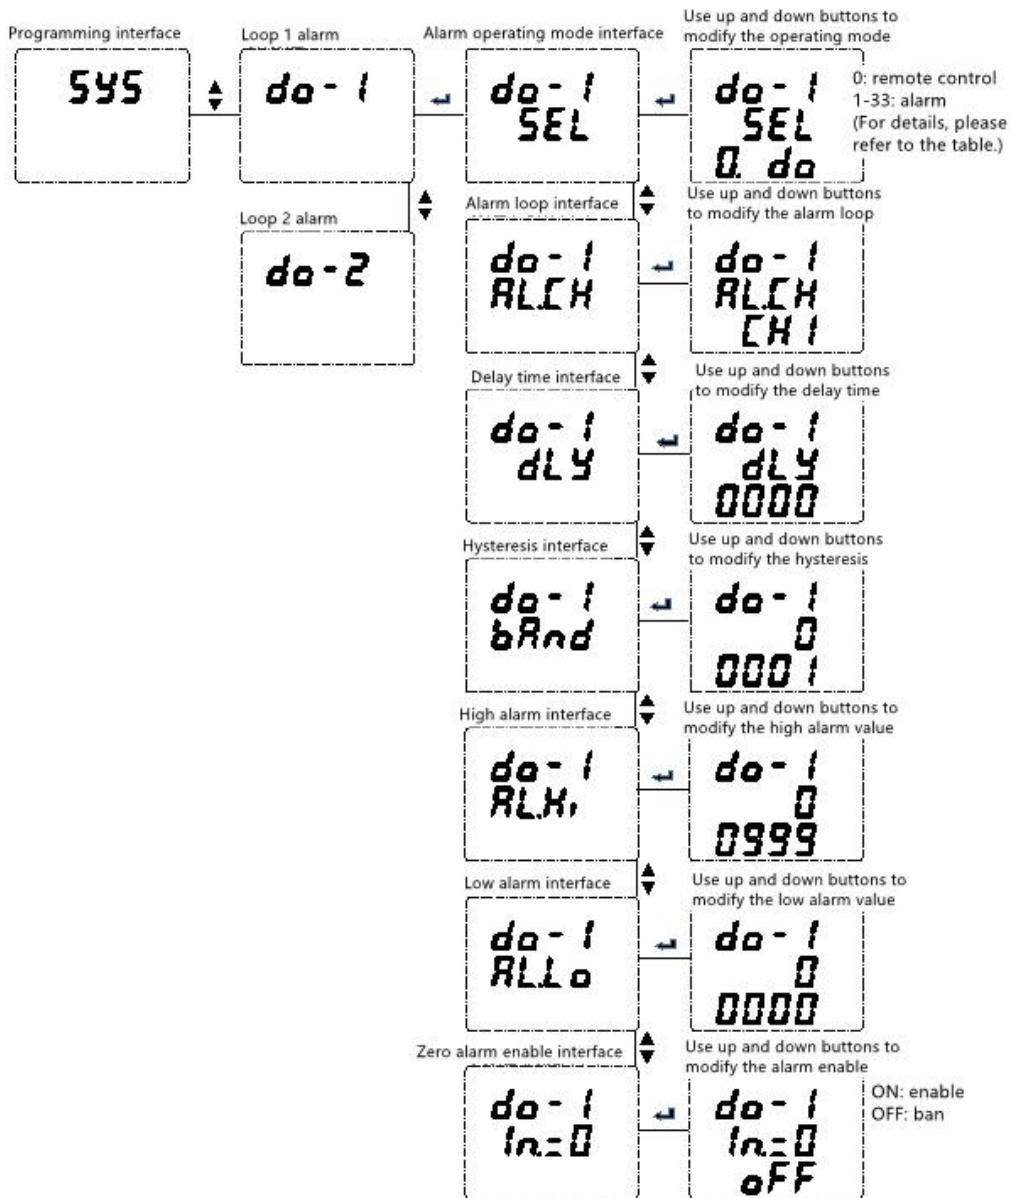 Programming interface
SYS
Loop 1 alarm
do-1
Loop 2 alarm
do-2
Alarm operating mode interface
do-1
SEL
Use up and down buttons to
modify the operating mode
do-1
SEL
0. do
0: remote control
1-33: alarm
(For details, please
refer to the table.)
Alarm loop interface
do-1
AL.CH
Use up and down buttons
to modify the alarm loop
do-1
AL.CH
CH1
Delay time interface
do-1
dLY
Use up and down buttons
to modify the delay time
do-1
dLY
0000
Hysteresis interface
do-1
bAnd
Use up and down buttons
to modify the hysteresis
do-1
0
0001
High alarm interface
do-1
AL.Hi
Use up and down buttons to
modify the high alarm value
do-1
0
0999
Low alarm interface
do-1
AL.Lo
Use up and down buttons to
modify the low alarm value
do-1
0
0000
Zero alarm enable interface
do-1
In.=0
Use up and down buttons to
modify the alarm enable
do-1
In.=0
oFF
ON: enable
OFF: ban